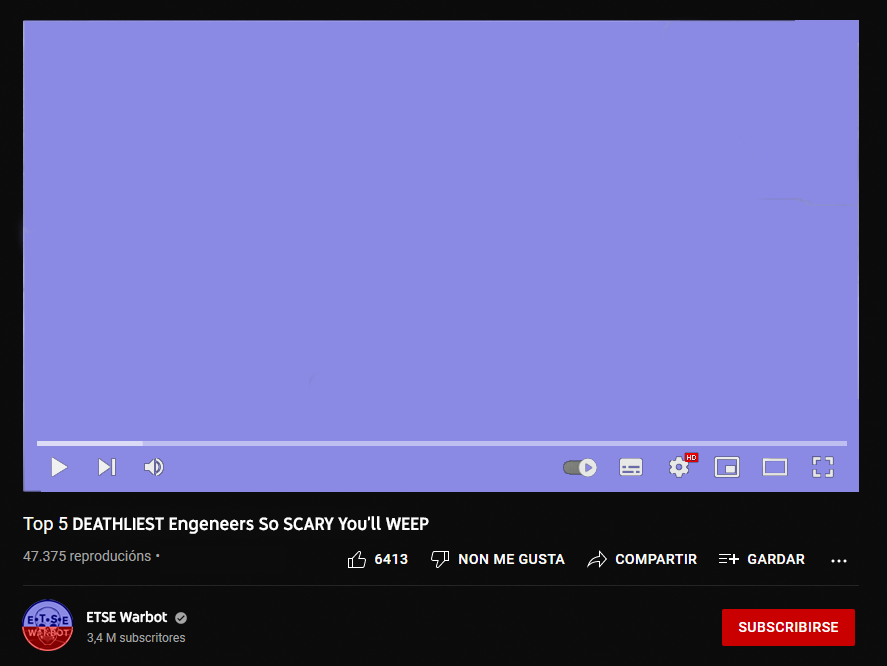 HD
Top 5 DEATHLIEST Engeneers So SCARY You'll WEEP
47.375 reproducións •
6413 NON ME GUSTA COMPARTIR GARDAR ...
E·T·S·E
WARBOT
ETSE Warbot
3,4 M subscritores
SUBSCRIBIRSE